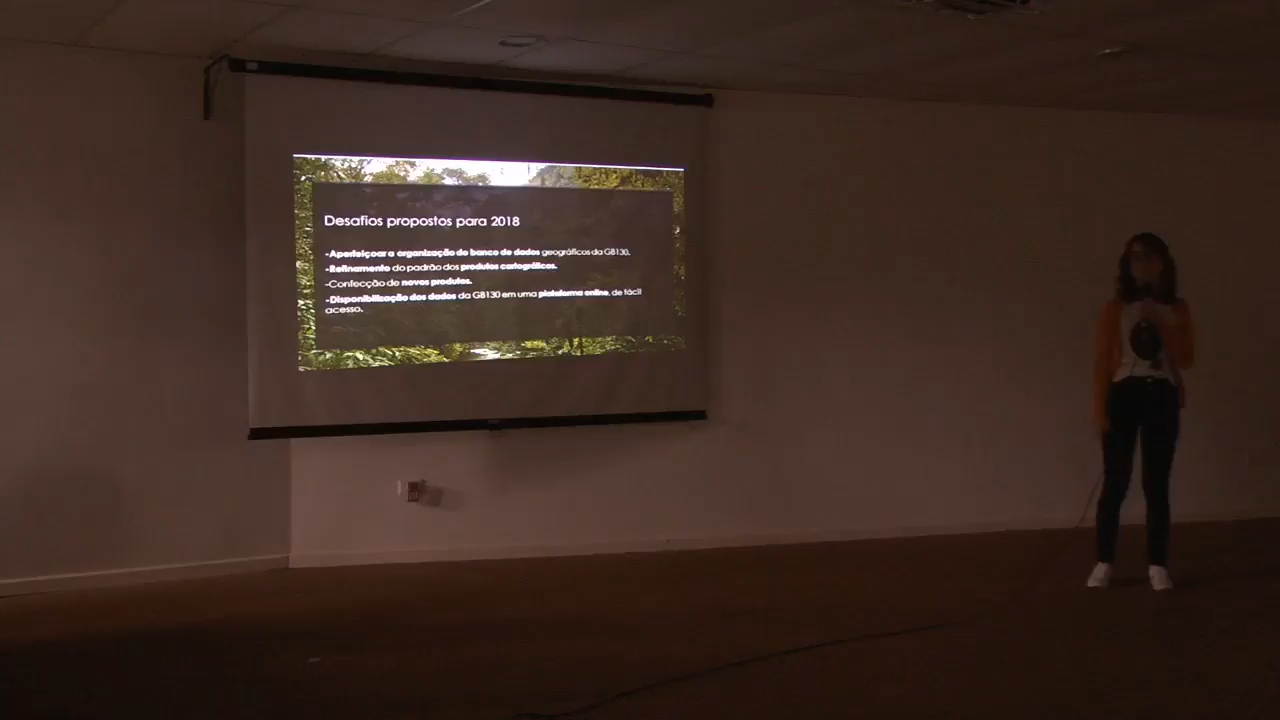 Desafios propostos para 2018
-Aperfeiçoar a organização do banco de dados geográficos da GB130.
-Refinamento do padrão dos produtos cartográficos.
-Confecção de novos produtos.
-Disponibilização dos dados da GB130 em uma plataforma online, de fácil
acesso.